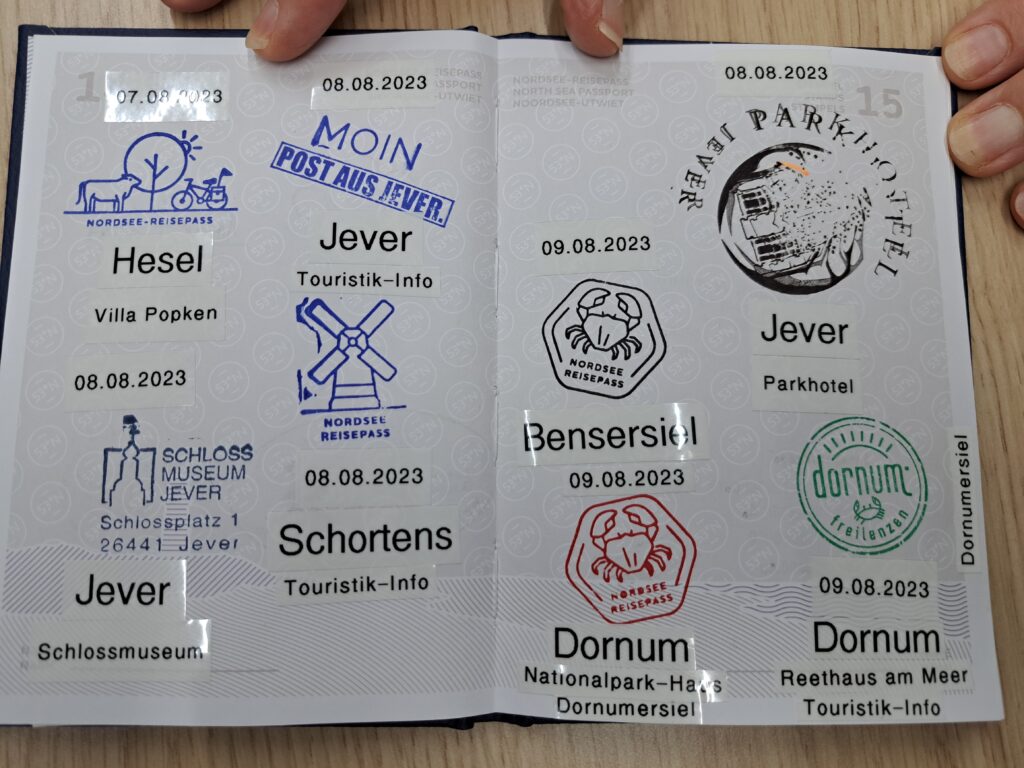 07.08.2023
NORDSEE-REISEPASS
Hesel
Villa Popken
08.08.2023
SCHLOSS
MUSEUM
JEVER
Schlossplatz 1
26441 Jever
Jever
Schlossmuseum
08.08.2023
MOIN
POST AUS JEVER.
Jever
Touristik-Info
NORDSEE
REISEPASS
08.08.2023
Schortens
Touristik-Info
NORDSEE-REISEPASS
NORTH SEA PASSPORT
NOORDSEE-UTWIET
09.08.2023
NORDSEE
REISEPASS
Bensersiel
09.08.2023
NORDSEE
REISEPASS
Dornum
Nationalpark-Haus
Dornumersiel
15
08.08.2023
PARKHOTEL JEVER
Jever
Parkhotel
dornum
freilenzen
09.08.2023
Dornum
Reethaus am Meer
Touristik-Info
Dornumersiel